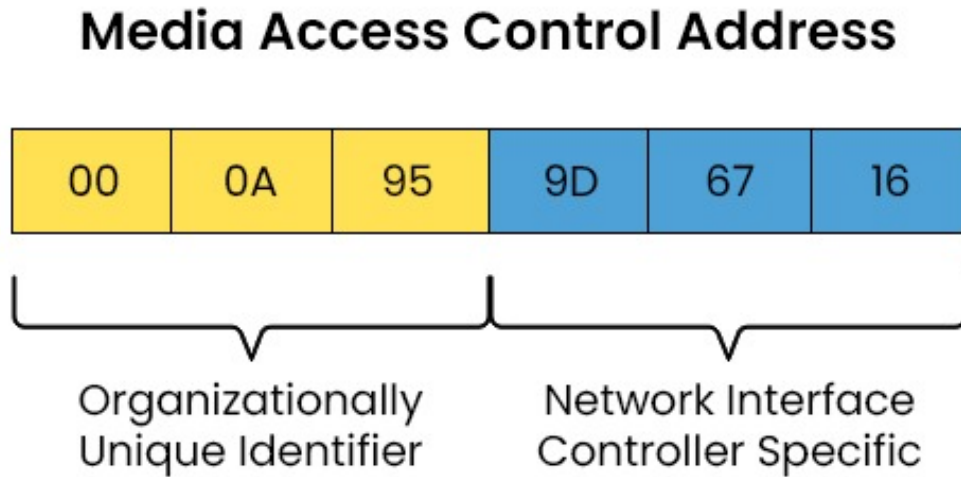 Media Access Control Address
00 0A 95 9D 67 16
Organizationally
Unique Identifier
Network Interface
Controller Specific